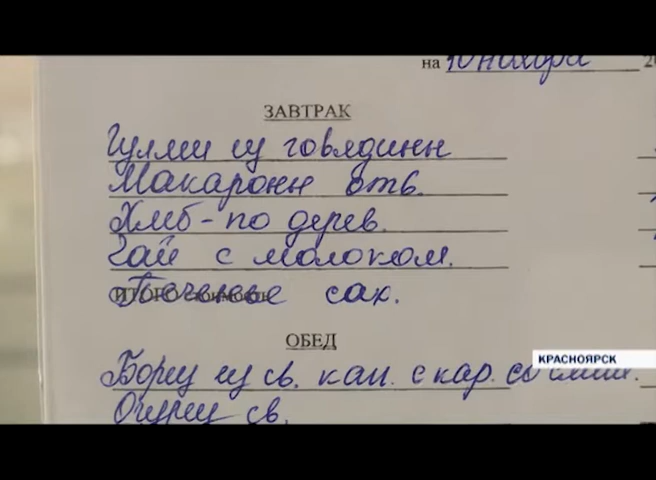 на 10 ноября 20
ЗАВТРАК
Гуляш из говядины
Макароны отв.
Хлеб - по дерев.
Чай с молоком.
Печенье сах.
ОБЕД
КРАСНОЯРСК
Борщ из св. кап. с кар. со смет.
Огурец св.